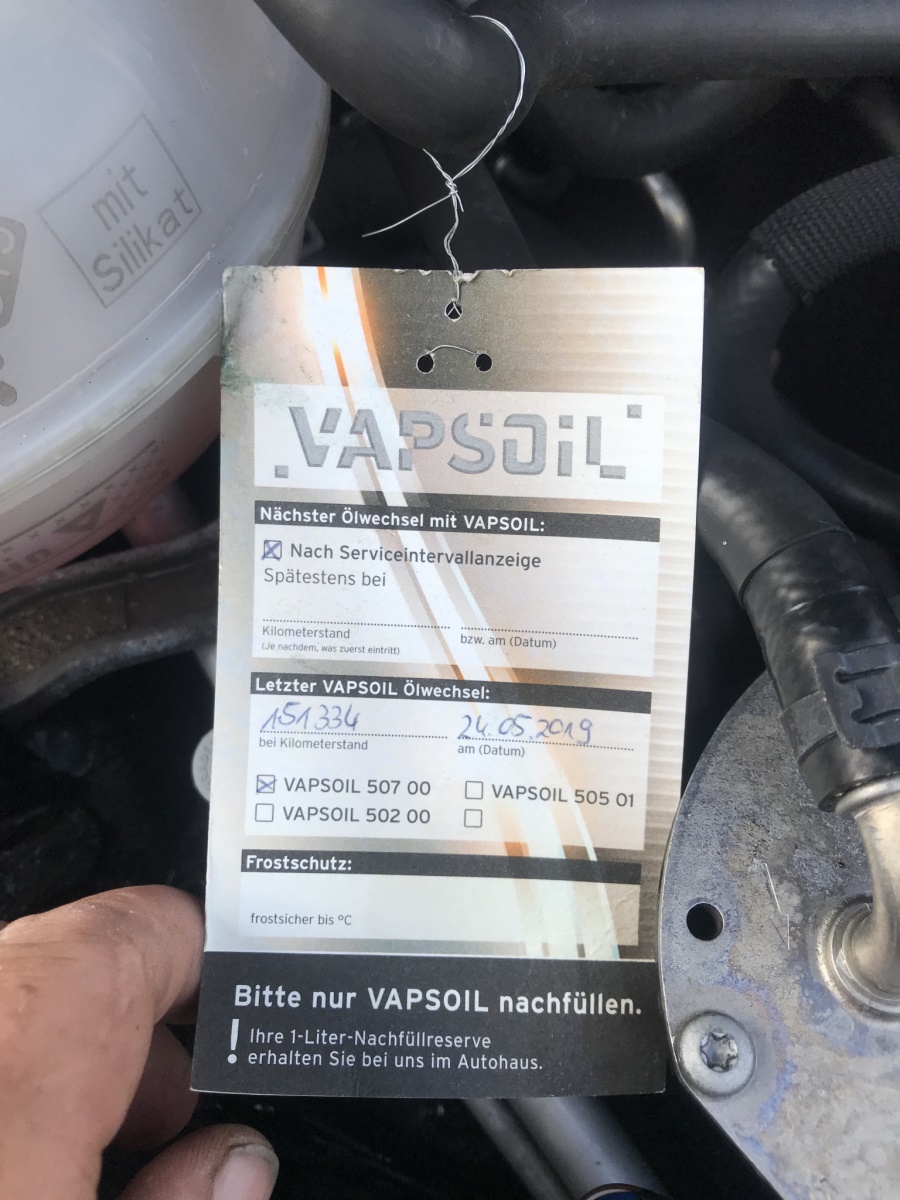 mit
Silikat
VAPSOIL
Nächster Ölwechsel mit VAPSOIL:
Nach Serviceintervallanzeige
Spätestens bei
Kilometerstand bzw. am (Datum)
(Je nachdem, was zuerst eintritt)
Letzter VAPSOIL Ölwechsel:
151334 24.05.2019
bei Kilometerstand am (Datum)
VAPSOIL 507 00 VAPSOIL 505 01
VAPSOIL 502 00
Frostschutz:
frostsicher bis °C
Bitte nur VAPSOIL nachfüllen.
! Ihre 1-Liter-Nachfüllreserve
erhalten Sie bei uns im Autohaus.